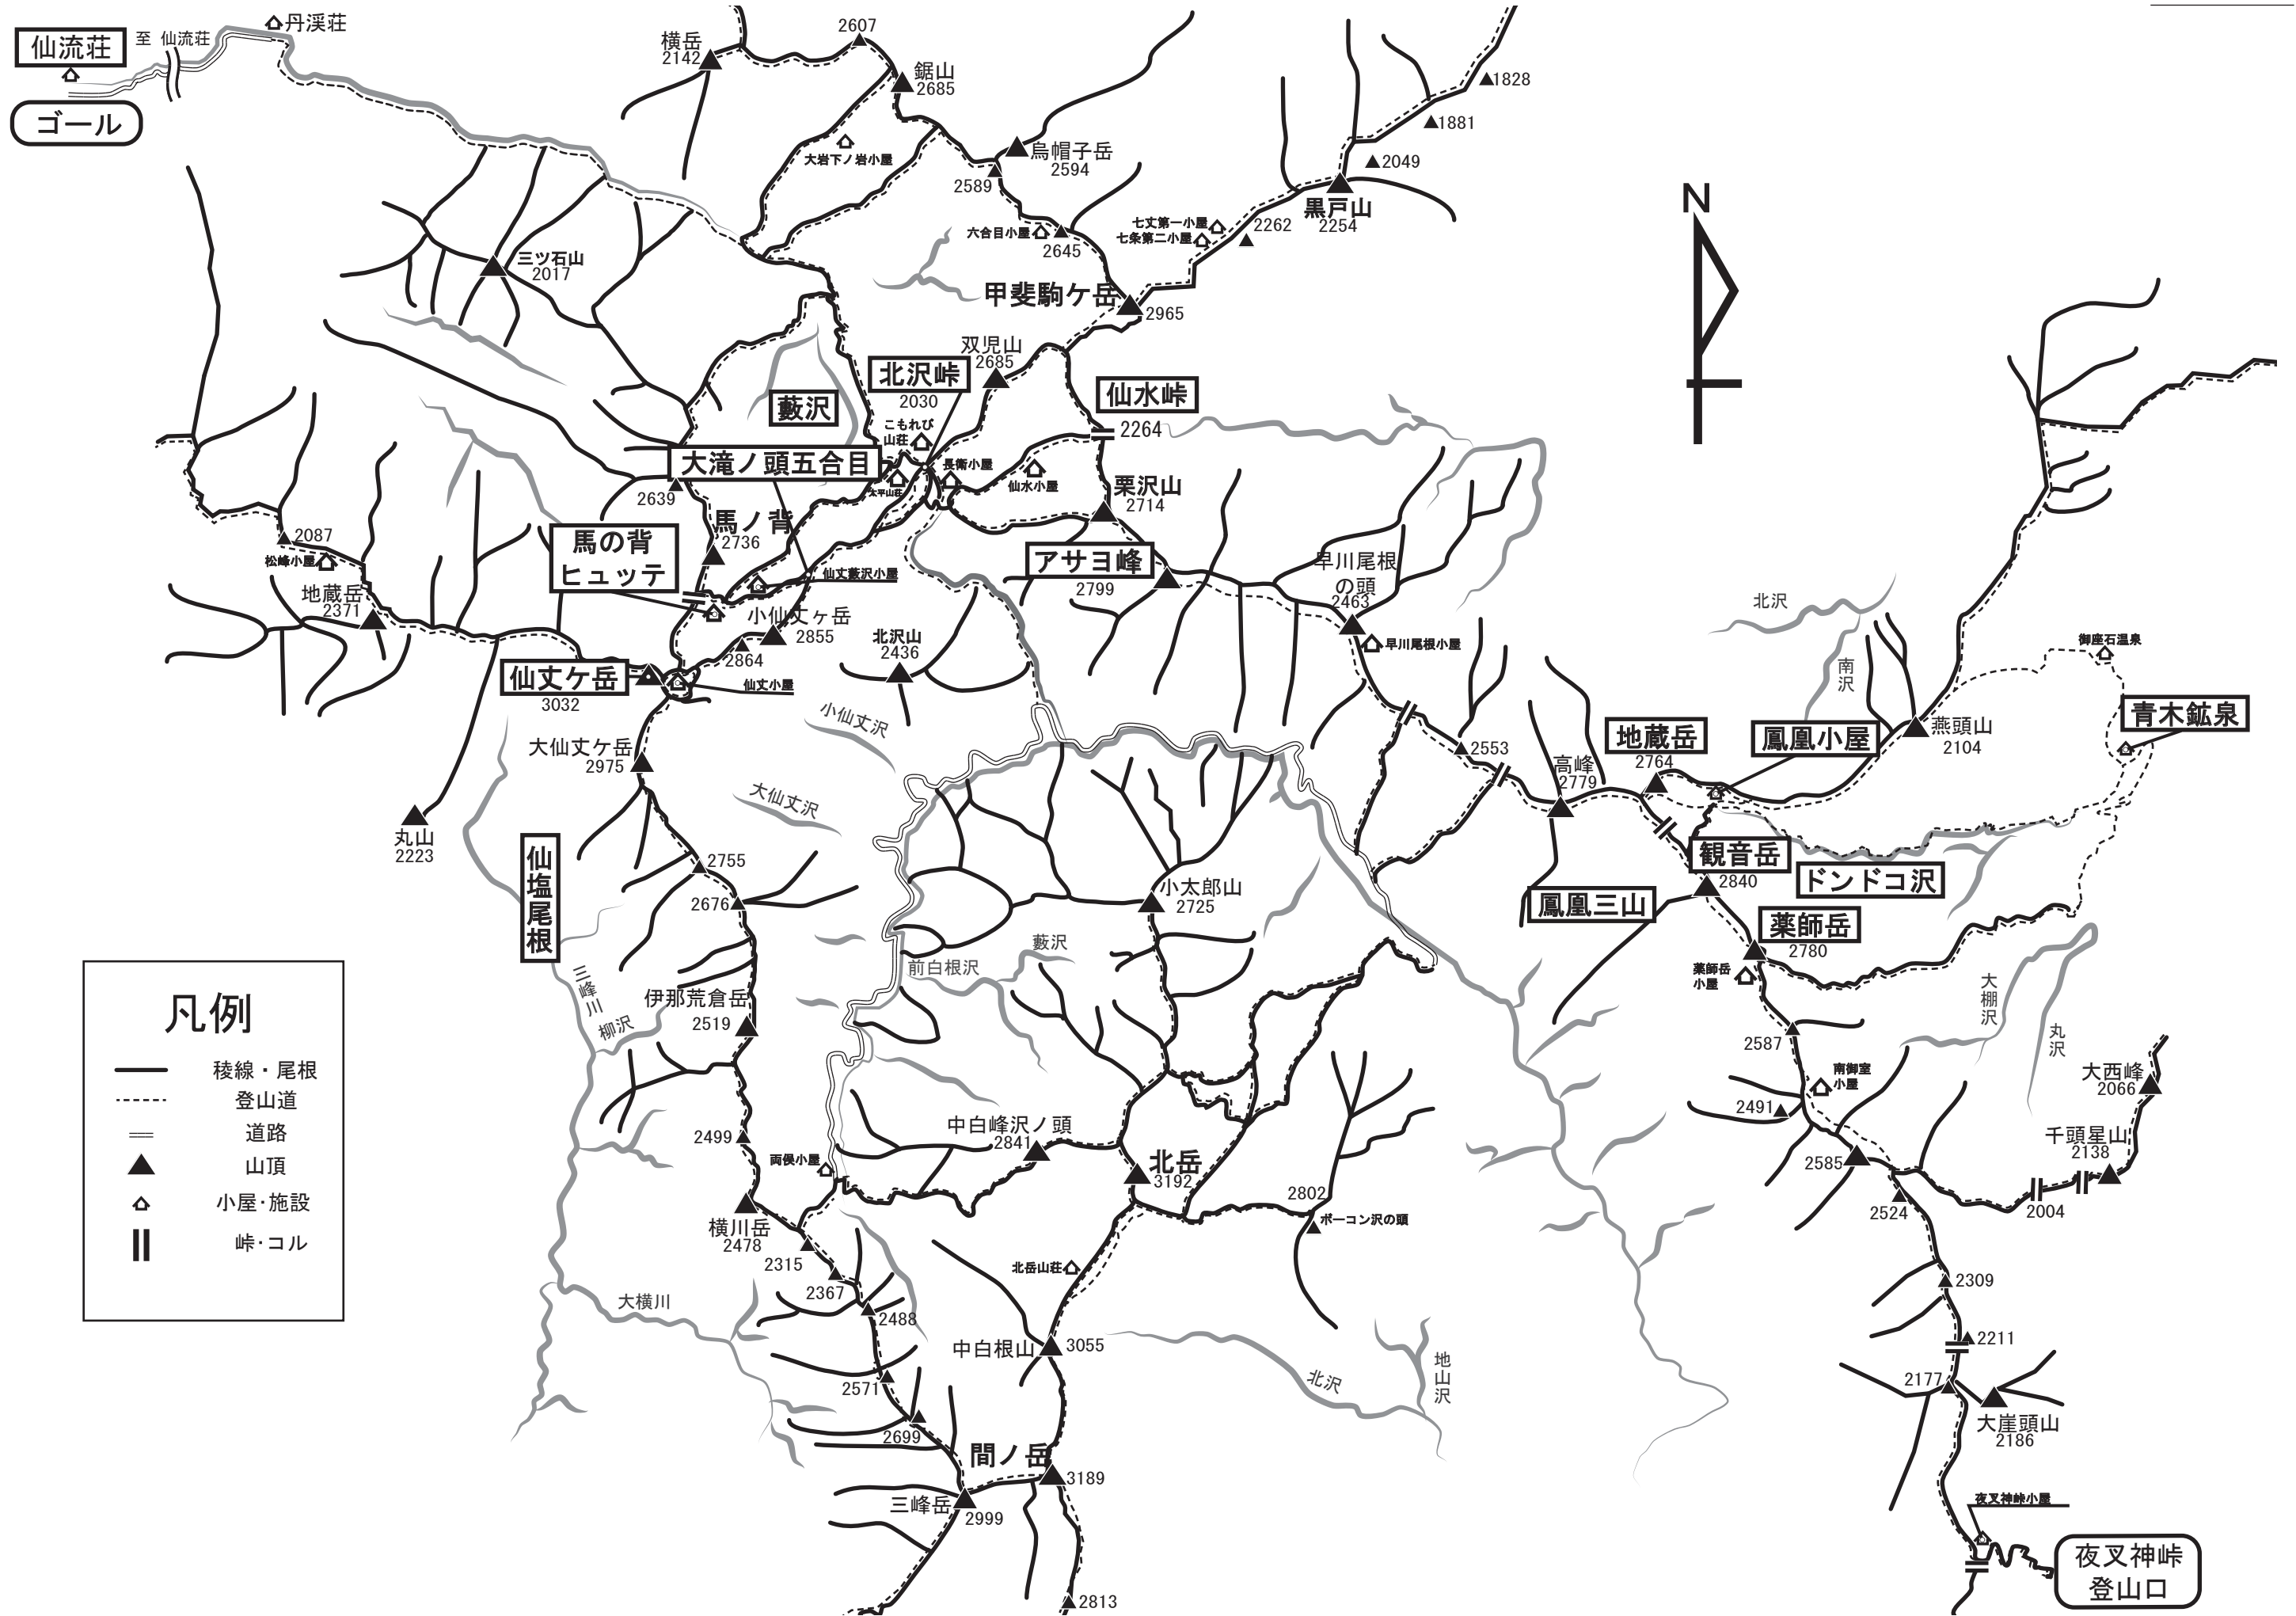 丹渓荘
仙流荘
至 仙流荘
ゴール
横岳
2142
2607
鋸山
2685
大岩下ノ岩小屋
烏帽子岳
2594
2589
六合目小屋
2645
甲斐駒ケ岳
2965
七丈第一小屋
七条第二小屋
2262
黒戸山
2254
2049
1881
1828
N
三ツ石山
2017
双児山
2685
北沢峠
2030
仙水峠
2264
藪沢
こもれび
山荘
大滝ノ頭五合目
太平山荘
長衛小屋
仙水小屋
栗沢山
2714
2639
馬ノ背
2736
馬の背
ヒュッテ
仙丈藪沢小屋
アサヨ峰
2799
早川尾根
の頭
2463
早川尾根小屋
2087
松峰小屋
地蔵岳
2371
小仙丈ヶ岳
2855
2864
北沢山
2436
仙丈ケ岳
3032
仙丈小屋
小仙丈沢
大仙丈ケ岳
2975
大仙丈沢
丸山
2223
仙塩尾根
2755
2676
北沢
南沢
御座石温泉
青木鉱泉
燕頭山
2104
鳳凰小屋
地蔵岳
2764
2553
高峰
2779
観音岳
2840
ドンドコ沢
鳳凰三山
薬師岳
2780
薬師岳
小屋
小太郎山
2725
藪沢
前白根沢
三峰川
柳沢
伊那荒倉岳
2519
2499
2587
大棚沢
丸沢
南御室
小屋
2491
大西峰
2066
千頭星山
2138
2585
2524
2004
中白峰沢ノ頭
2841
両俣小屋
北岳
3192
2802
ボーコン沢の頭
横川岳
2478
2315
2367
北岳山荘
2309
大横川
2488
2211
中白根山
3055
北沢
地山沢
2571
2177
大崖頭山
2186
2699
間ノ岳
3189
三峰岳
2999
2813
夜叉神峠小屋
夜叉神峠
登山口
凡例
稜線・尾根
登山道
道路
山頂
小屋・施設
峠・コル